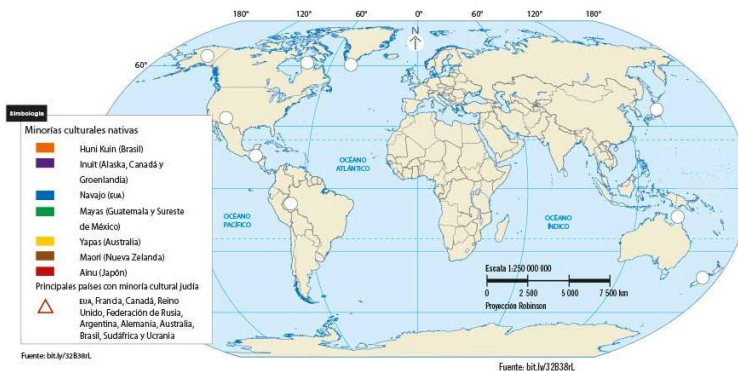 180° 120° 60° 0° 60° 120° 180°
N
60°
Simbología
Minorías culturales nativas
Huni Kuin (Brasil)
Inuit (Alaska, Canadá y
Groenlandia)
Navajo (EUA)
Mayas (Guatemala y Sureste
de México)
Yapas (Australia)
Maorí (Nueva Zelanda)
Ainu (Japón)
Principales países con minoría cultural judía
EUA, Francia, Canadá, Reino
Unido, Federación de Rusia,
Argentina, Alemania, Australia,
Brasil, Sudáfrica y Ucrania
Fuente: bit.ly/32B38rL
OCÉANO
ATLÁNTICO
OCÉANO
PACÍFICO
OCÉANO
ÍNDICO
Escala 1:250 000 000
0 2 500 5 000 7 500 km
Proyección Robinson
Fuente: bit.ly/32B38rL